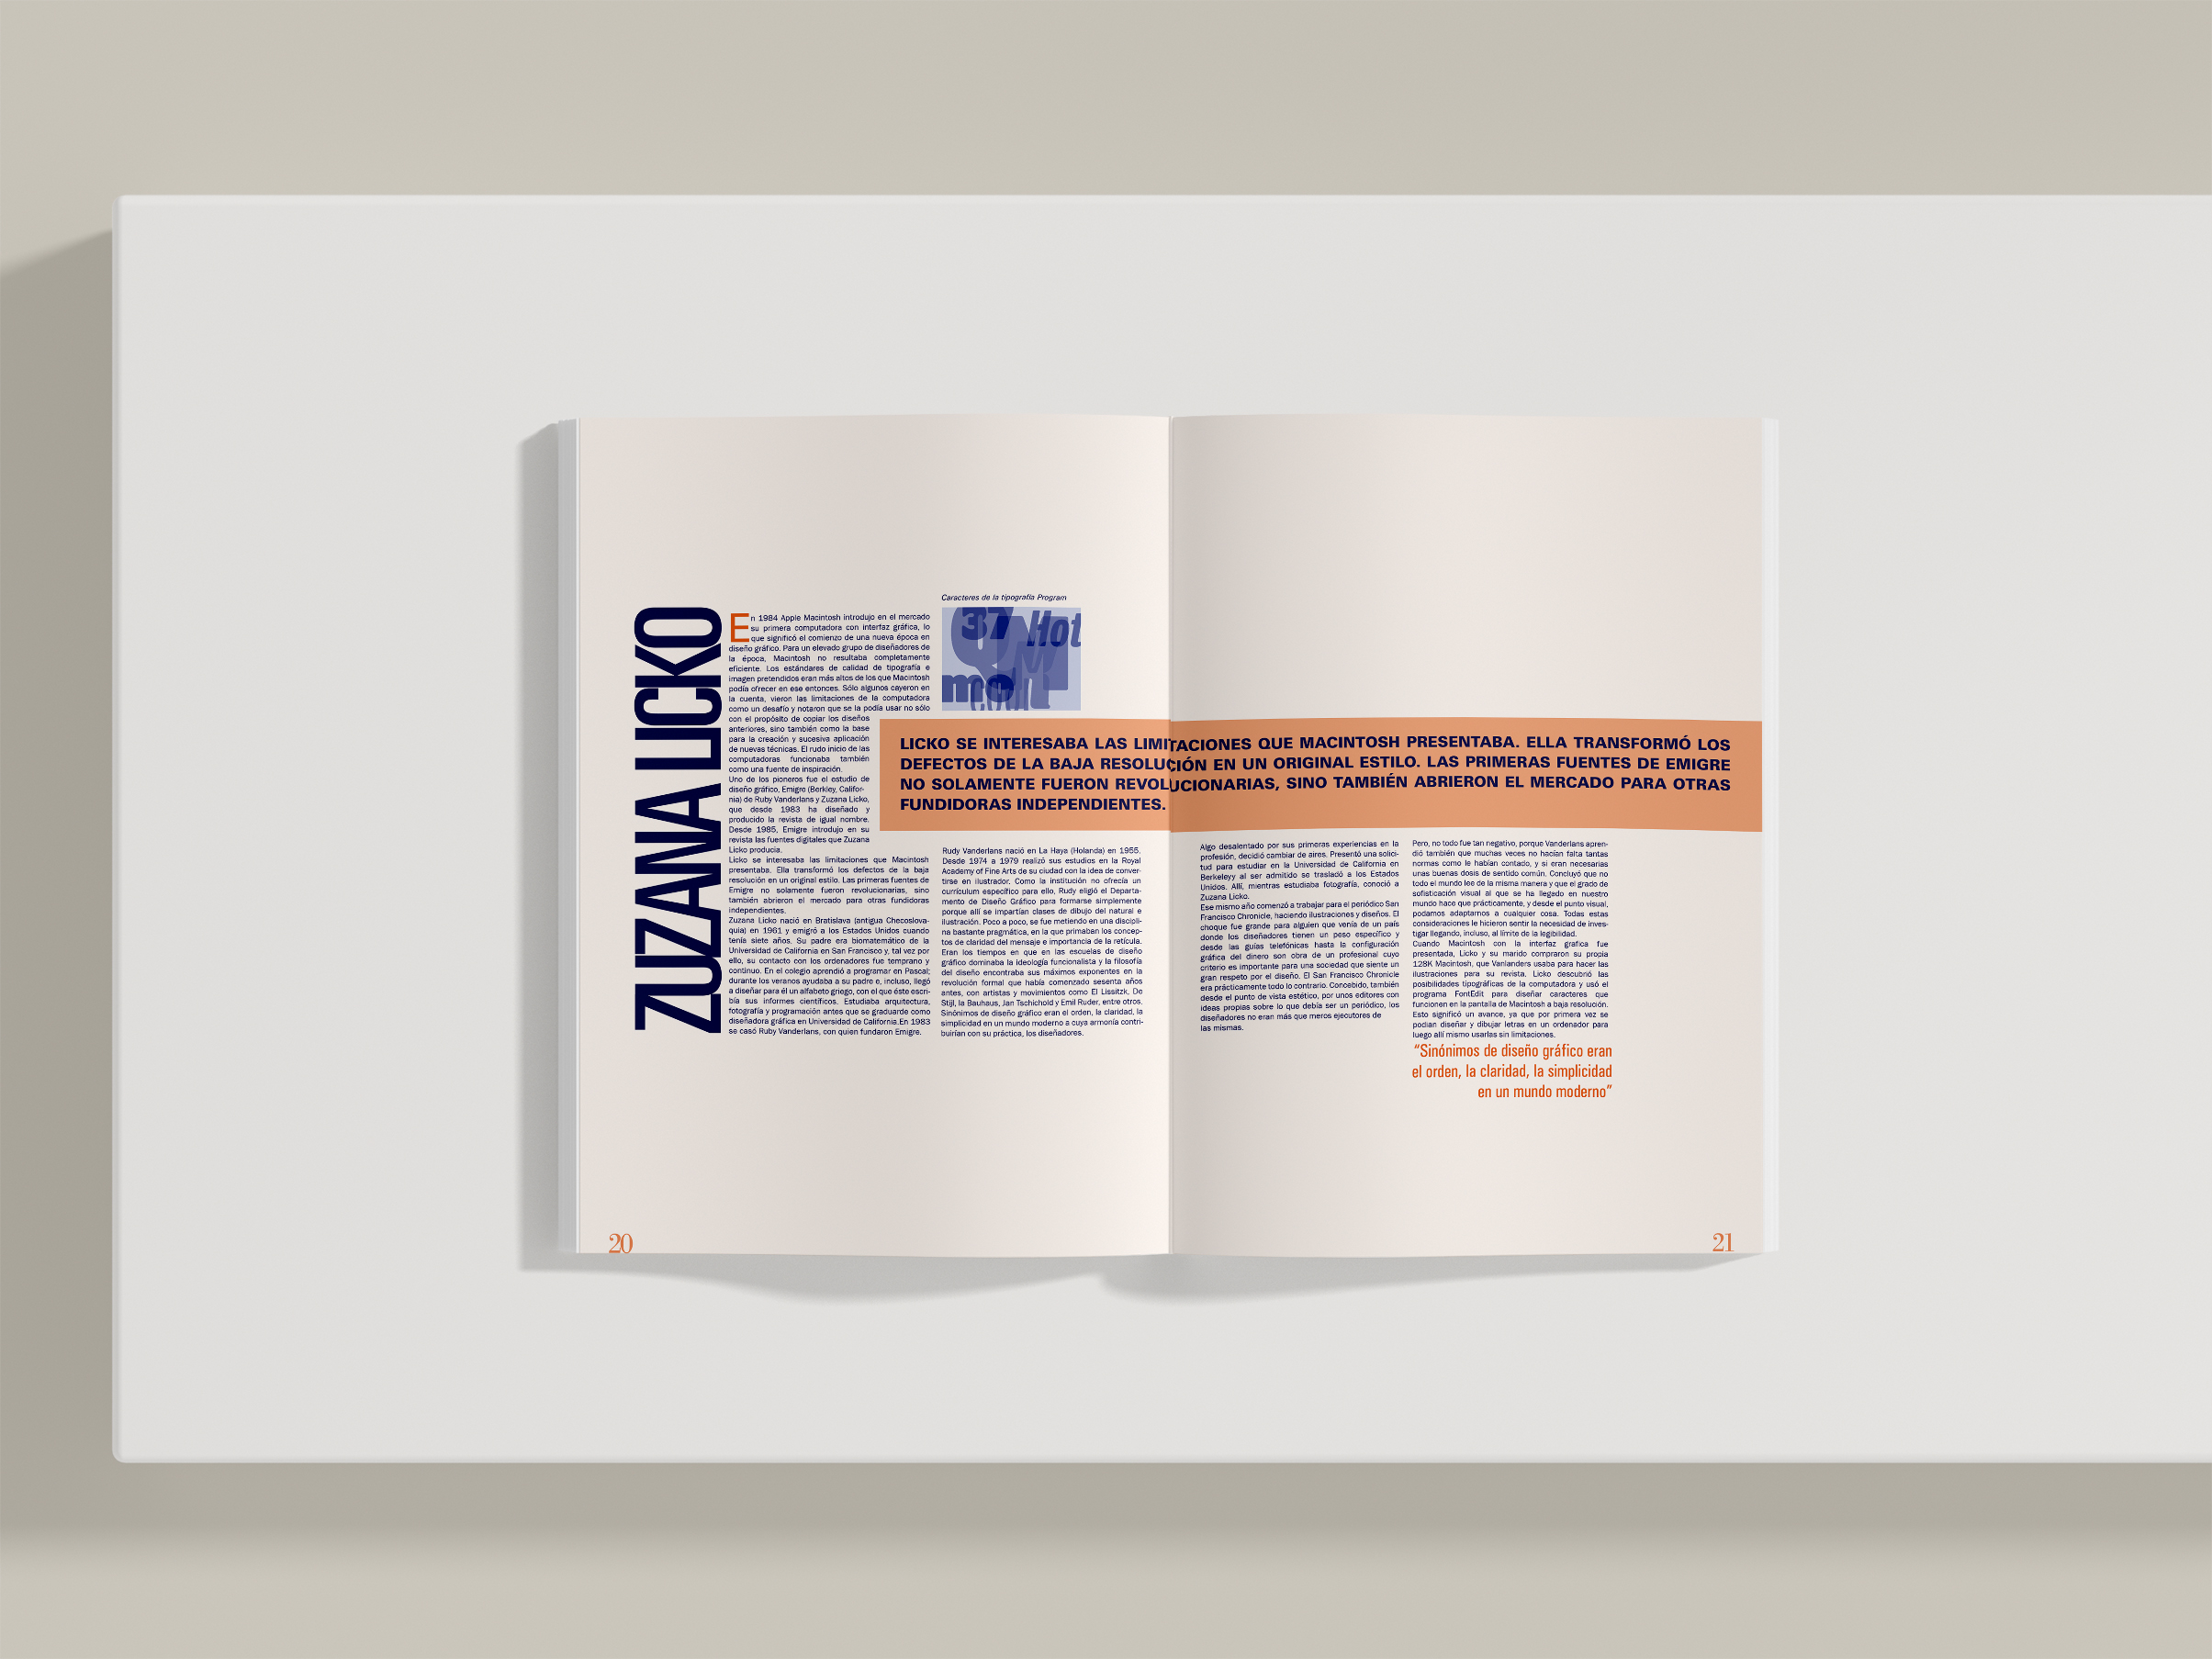 ZUZANA LICKO
En 1984 Apple Macintosh introdujo en el mercado
su primera computadora con interfaz gráfica, lo
que significó el comienzo de una nueva época en
diseño gráfico. Para un elevado grupo de diseñadores de
la época, Macintosh no resultaba completamente
eficiente. Los estándares de calidad de tipografía e
imagen pretendidos eran más altos de los que Macintosh
podía ofrecer en ese entonces. Sólo algunos cayeron en
la cuenta, vieron las limitaciones de la computadora
como un desafío y notaron que se la podía usar no sólo
con el propósito de copiar los diseños
anteriores, sino también como la base
para la creación y sucesiva aplicación
de nuevas técnicas. El rudo inicio de las
computadoras funcionaba también
como una fuente de inspiración.
Uno de los pioneros fue el estudio de
diseño gráfico, Emigre (Berkley, Califor-
nia) de Ruby Vanderlans y Zuzana Licko,
que desde 1983 ha diseñado y
producido la revista de igual nombre.
Desde 1985, Emigre introdujo en su
revista las fuentes digitales que Zuzana
Licko producia.
Licko se interesaba las limitaciones que Macintosh
presentaba. Ella transformó los defectos de la baja
resolución en un original estilo. Las primeras fuentes de
Emigre no solamente fueron revolucionarias, sino
también abrieron el mercado para otras fundidoras
independientes.
Zuzana Licko nació en Bratislava (antigua Checoslova-
quia) en 1961 y emigró a los Estados Unidos cuando
tenía siete años. Su padre era biomatemático de la
Universidad de California en San Francisco y, tal vez por
ello, su contacto con los ordenadores fue temprano y
continuo. En el colegio aprendió a programar en Pascal;
durante los veranos ayudaba a su padre e, incluso, llegó
a diseñar para él un alfabeto griego, con el que éste escri-
bía sus informes científicos. Estudiaba arquitectura,
fotografía y programación antes que se graduarde como
diseñadora gráfica en Universidad de California.En 1983
se casó Ruby Vanderlans, con quien fundaron Emigre.
Caracteres de la tipografía Program
37
Hot
LICKO SE INTERESABA LAS LIMITACIONES QUE MACINTOSH PRESENTABA. ELLA TRANSFORMÓ LOS
DEFECTOS DE LA BAJA RESOLUCIÓN EN UN ORIGINAL ESTILO. LAS PRIMERAS FUENTES DE EMIGRE
NO SOLAMENTE FUERON REVOLUCIONARIAS, SINO TAMBIÉN ABRIERON EL MERCADO PARA OTRAS
FUNDIDORAS INDEPENDIENTES.
Rudy Vanderlans nació en La Haya (Holanda) en 1955.
Desde 1974 a 1979 realizó sus estudios en la Royal
Academy of Fine Arts de su ciudad con la idea de conver-
tirse en ilustrador. Como la institución no ofrecía un
currículum específico para ello, Rudy eligió el Departa-
mento de Diseño Gráfico para formarse simplemente
porque allí se impartían clases de dibujo del natural e
ilustración. Poco a poco, se fue metiendo en una discipli-
na bastante pragmática, en la que primaban los concep-
tos de claridad del mensaje e importancia de la retícula.
Eran los tiempos en que en las escuelas de diseño
gráfico dominaba la ideología funcionalista y la filosofía
del diseño encontraba sus máximos exponentes en la
revolución formal que había comenzado sesenta años
antes, con artistas y movimientos como El Lissitzk, De
Stijl, la Bauhaus, Jan Tschichold y Emil Ruder, entre otros.
Sinónimos de diseño gráfico eran el orden, la claridad, la
simplicidad en un mundo moderno a cuya armonía contri-
buirían con su práctica, los diseñadores.
Algo desalentado por sus primeras experiencias en la
profesión, decidió cambiar de aires. Presentó una solici-
tud para estudiar en la Universidad de California en
Berkeleyy al ser admitido se trasladó a los Estados
Unidos. Allí, mientras estudiaba fotografía, conoció a
Zuzana Licko.
Ese mismo año comenzó a trabajar para el periódico San
Francisco Chronicle, haciendo ilustraciones y diseños. El
choque fue grande para alguien que venía de un país
donde los diseñadores tienen un peso específico y
desde las guías telefónicas hasta la configuración
gráfica del dinero son obra de un profesional cuyo
criterio es importante para una sociedad que siente un
gran respeto por el diseño. El San Francisco Chronicle
era prácticamente todo lo contrario. Concebido, también
desde el punto de vista estético, por unos editores con
ideas propias sobre lo que debía ser un periódico, los
diseñadores no eran más que meros ejecutores de
las mismas.
Pero, no todo fue tan negativo, porque Vanderlans apren-
dió también que muchas veces no hacían falta tantas
normas como le habían contado, y si eran necesarias
unas buenas dosis de sentido común. Concluyó que no
todo el mundo lee de la misma manera y que el grado de
sofisticación visual al que se ha llegado en nuestro
mundo hace que prácticamente, y desde el punto visual,
podamos adaptarnos a cualquier cosa. Todas estas
consideraciones le hicieron sentir la necesidad de inves-
tigar llegando, incluso, al límite de la legibilidad.
Cuando Macintosh con la interfaz grafica fue
presentada, Licko y su marido compraron su propia
128K Macintosh, que Vanlanders usaba para hacer las
ilustraciones para su revista. Licko descubrió las
posibilidades tipográficas de la computadora y usó el
programa FontEdit para diseñar caracteres que
funcionen en la pantalla de Macintosh a baja resolución.
Esto significó un avance, ya que por primera vez se
podian diseñar y dibujar letras en un ordenador para
luego allí mismo usarlas sin limitaciones.
“Sinónimos de diseño gráfico eran
el orden, la claridad, la simplicidad
en un mundo moderno”
20
21